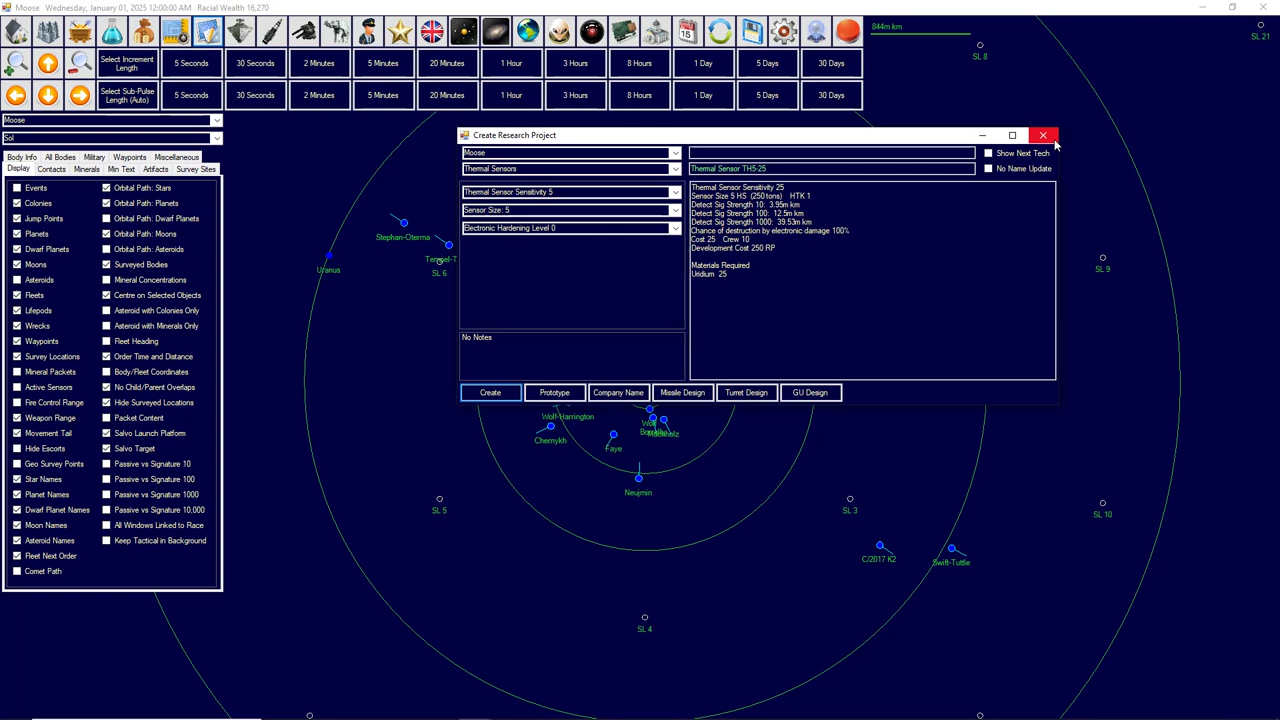 Moose   Wednesday, January 01, 2025 12:00:00 AM   Racial Wealth 16,270
844m km
Select Increment Length
5 Seconds
30 Seconds
2 Minutes
5 Minutes
20 Minutes
1 Hour
3 Hours
8 Hours
1 Day
5 Days
30 Days
Select Sub-Pulse Length (Auto)
5 Seconds
30 Seconds
2 Minutes
5 Minutes
20 Minutes
1 Hour
3 Hours
8 Hours
1 Day
5 Days
30 Days
Moose
Sol
Body Info
All Bodies
Military
Waypoints
Miscellaneous
Display
Contacts
Minerals
Min Text
Artifacts
Survey Sites
Events
Orbital Path: Stars
Colonies
Orbital Path: Planets
Jump Points
Orbital Path: Dwarf Planets
Planets
Orbital Path: Moons
Dwarf Planets
Orbital Path: Asteroids
Moons
Surveyed Bodies
Asteroids
Mineral Concentrations
Fleets
Centre on Selected Objects
Lifepods
Asteroid with Colonies Only
Wrecks
Asteroid with Minerals Only
Waypoints
Fleet Heading
Survey Locations
Order Time and Distance
Mineral Packets
Body/Fleet Coordinates
Active Sensors
No Child/Parent Overlaps
Fire Control Range
Hide Surveyed Locations
Weapon Range
Packet Content
Movement Tail
Salvo Launch Platform
Hide Escorts
Salvo Target
Geo Survey Points
Passive vs Signature 10
Star Names
Passive vs Signature 100
Planet Names
Passive vs Signature 1000
Dwarf Planet Names
Passive vs Signature 10,000
Moon Names
All Windows Linked to Race
Asteroid Names
Keep Tactical in Background
Fleet Next Order
Comet Path
Create Research Project
Moose
Show Next Tech
Thermal Sensors
Thermal Sensor TH5-25
No Name Update
Thermal Sensor Sensitivity 5
Sensor Size: 5
Electronic Hardening Level 0
Thermal Sensor Sensitivity 25
Sensor Size 5 HS (250 tons)   HTK 1
Detect Sig Strength 10:  3.95m km
Detect Sig Strength 100:  12.5m km
Detect Sig Strength 1000:  39.53m km
Chance of destruction by electronic damage 100%
Cost 25   Crew 10
Development Cost 250 RP
Materials Required
Uridium  25
No Notes
Create
Prototype
Company Name
Missile Design
Turret Design
GU Design
SL 21
SL 8
Stephan-Oterma
SL 6
Uranus
SL 9
Wolf-Harrington
Chernykh
Faye
Neujmin
SL 5
SL 3
SL 10
C/2017 K2
Swift-Tuttle
SL 4